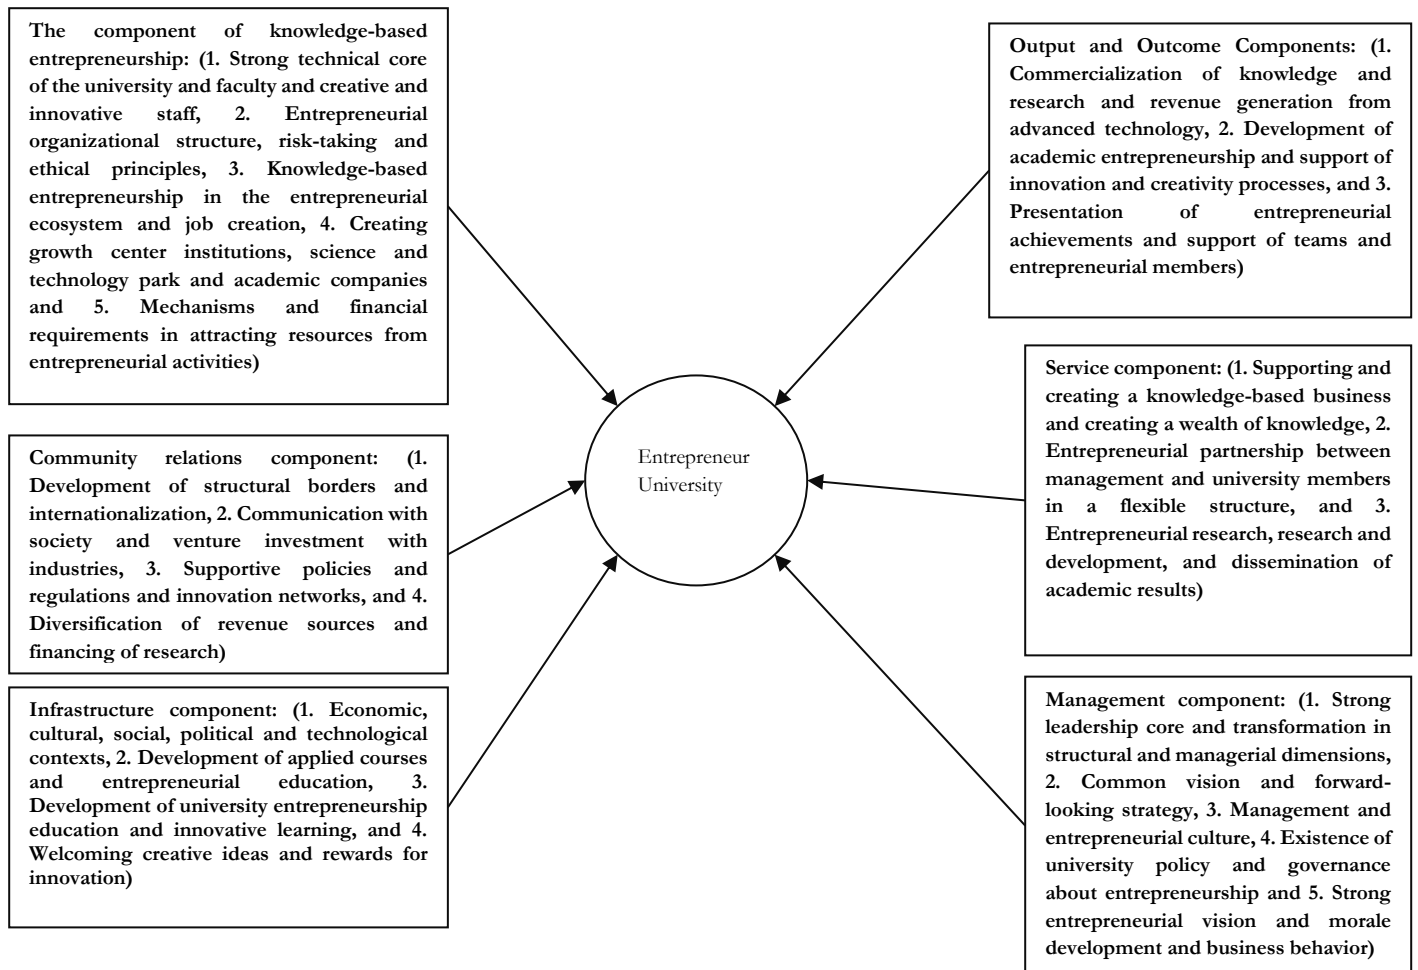 The component of knowledge-based
entrepreneurship: (1. Strong technical core
of the university and faculty and creative and
innovative staff, 2. Entrepreneurial
organizational structure, risk-taking and
ethical principles, 3. Knowledge-based
entrepreneurship in the entrepreneurial
ecosystem and job creation, 4. Creating
growth center institutions, science and
technology park and academic companies
and 5. Mechanisms and financial
requirements in attracting resources from
entrepreneurial activities)
Community relations component: (1.
Development of structural borders and
internationalization, 2. Communication with
society and venture investment with
industries, 3. Supportive policies and
regulations and innovation networks, and 4.
Diversification of revenue sources and
financing of research)
Infrastructure component: (1. Economic,
cultural, social, political and technological
contexts, 2. Development of applied courses
and entrepreneurial education, 3.
Development of university entrepreneurship
education and innovative learning, and 4.
Welcoming creative ideas and rewards for
innovation)
Entrepreneur
University
Output and Outcome Components: (1.
Commercialization of knowledge and
research and revenue generation from
advanced technology, 2. Development of
academic entrepreneurship and support of
innovation and creativity processes, and 3.
Presentation of entrepreneurial
achievements and support of teams and
entrepreneurial members)
Service component: (1. Supporting and
creating a knowledge-based business
and creating a wealth of knowledge, 2.
Entrepreneurial partnership between
management and university members
in a flexible structure, and 3.
Entrepreneurial research, research and
development, and dissemination of
academic results)
Management component: (1. Strong
leadership core and transformation in
structural and managerial dimensions,
2. Common vision and forward-
looking strategy, 3. Management and
entrepreneurial culture, 4. Existence of
university policy and governance
about entrepreneurship and 5. Strong
entrepreneurial vision and morale
development and business behavior)